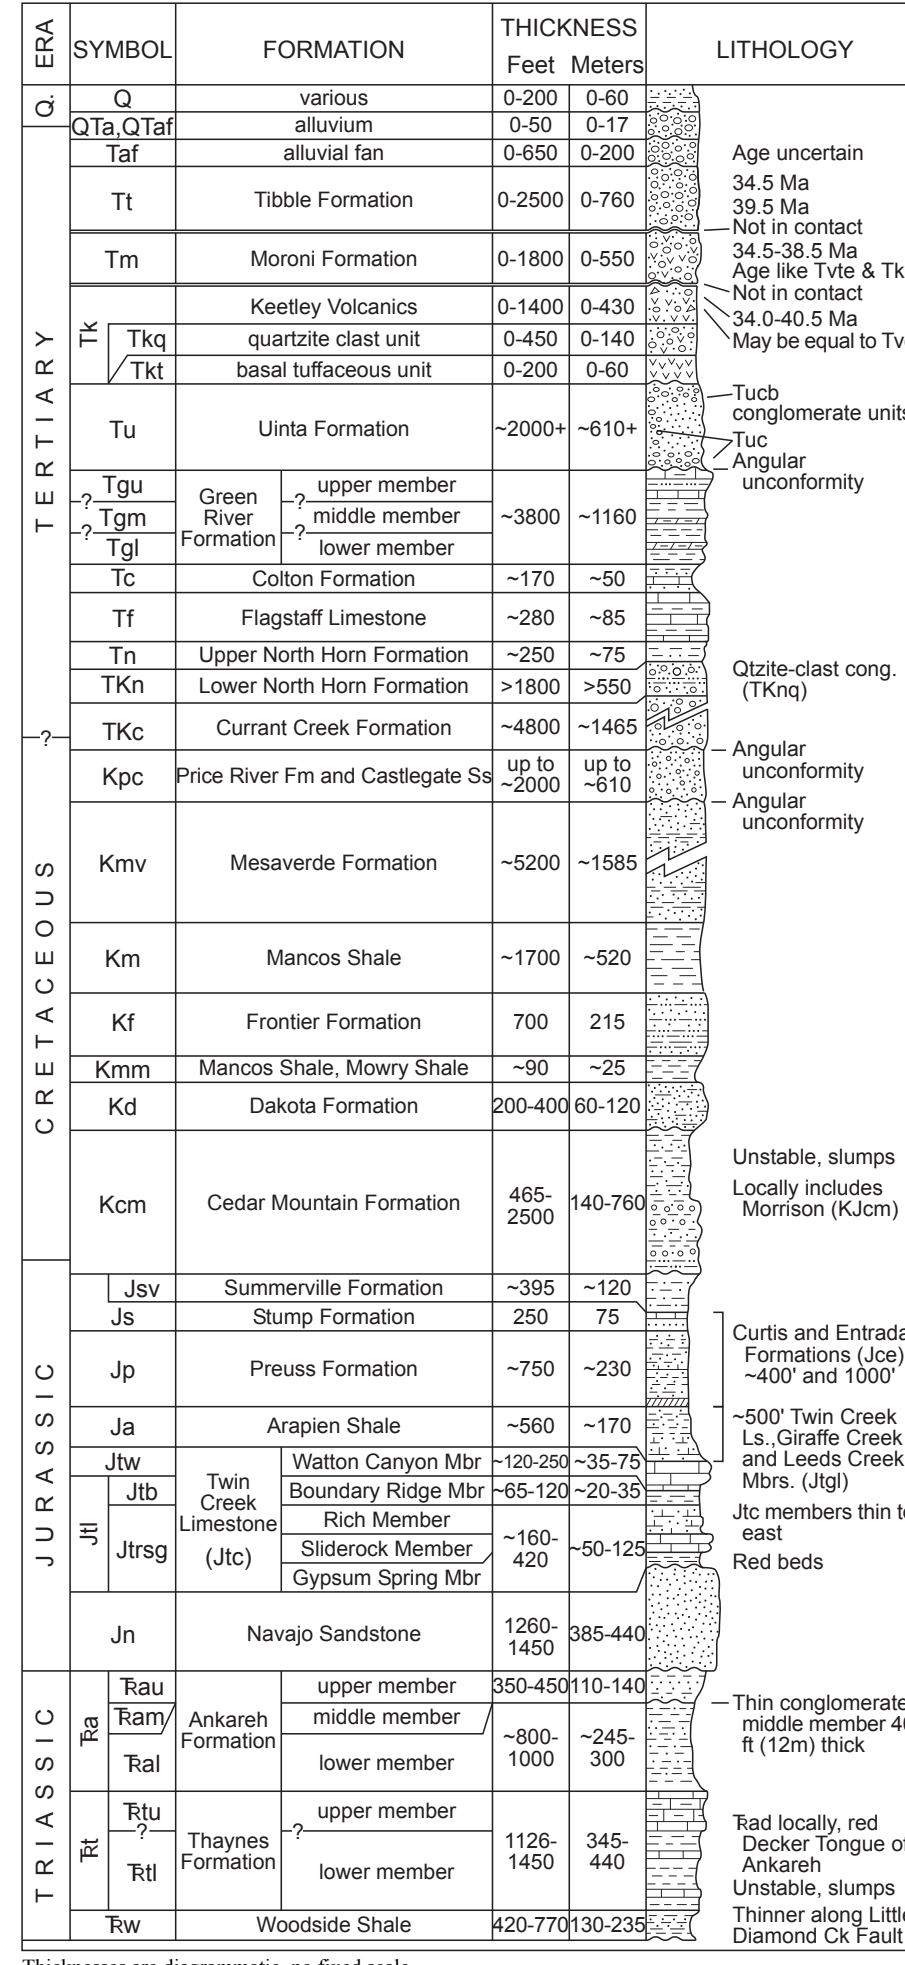 ERA SYMBOL FORMATION THICKNESS LITHOLOGY
Feet Meters
Q. Q various 0-200 0-60
QTa,QTaf alluvium 0-50 0-17
TERTIARY
Taf alluvial fan 0-650 0-200 Age uncertain
Tt Tibble Formation 0-2500 0-760 34.5 Ma
39.5 Ma
Not in contact
Tm Moroni Formation 0-1800 0-550 34.5-38.5 Ma
Age like Tvte & Tk
Not in contact
Tk Keetley Volcanics 0-1400 0-430 34.0-40.5 Ma
Tkq quartzite clast unit 0-450 0-140 May be equal to Tv
Tkt basal tuffaceous unit 0-200 0-60
Tucb
conglomerate units
Tu Uinta Formation ~2000+ ~610+
Tuc
Angular
unconformity
Tgu Green River Formation upper member ~3800 ~1160
-?- -?-
Tgm middle member
-?- -?-
Tgl lower member
Tc Colton Formation ~170 ~50
Tf Flagstaff Limestone ~280 ~85
Tn Upper North Horn Formation ~250 ~75
TKn Lower North Horn Formation >1800 >550 Qtzite-clast cong.
(TKnq)
TKc Currant Creek Formation ~4800 ~1465
-?-
Angular
unconformity
CRETACEOUS
Kpc Price River Fm and Castlegate Ss up to ~2000 up to ~610
Angular
unconformity
Kmv Mesaverde Formation ~5200 ~1585
Km Mancos Shale ~1700 ~520
Kf Frontier Formation 700 215
Kmm Mancos Shale, Mowry Shale ~90 ~25
Kd Dakota Formation 200-400 60-120
Unstable, slumps
Kcm Cedar Mountain Formation 465-2500 140-760 Locally includes
Morrison (KJcm)
JURASSIC
Jsv Summerville Formation ~395 ~120
Js Stump Formation 250 75
Curtis and Entrada
Formations (Jce)
~400' and 1000'
Jp Preuss Formation ~750 ~230
Ja Arapien Shale ~560 ~170 ~500' Twin Creek
Ls.,Giraffe Creek
and Leeds Creek
Mbrs. (Jtgl)
Jtw Twin Creek Limestone (Jtc) Watton Canyon Mbr ~120-250 ~35-75
Jtl Jtb Boundary Ridge Mbr ~65-120 ~20-35
Jtc members thin t
east
Jtrsg Rich Member ~160-420 ~50-125
Sliderock Member
Red beds
Gypsum Spring Mbr
Jn Navajo Sandstone 1260-1450 385-440
TRIASSIC
Ꞧa Ꞧau Ankareh Formation upper member 350-450 110-140
Ꞧam middle member Thin conglomerate
middle member 4
ft (12m) thick
Ꞧal lower member ~800-1000 ~245-300
Ꞧt Ꞧtu Thaynes Formation upper member 1126-1450 345-440
-?- -?-
Ꞧtl lower member
Ꞧad locally, red
Decker Tongue o
Ankareh
Unstable, slumps
Ꞧw Woodside Shale 420-770 130-235 Thinner along Little
Diamond Ck Fault